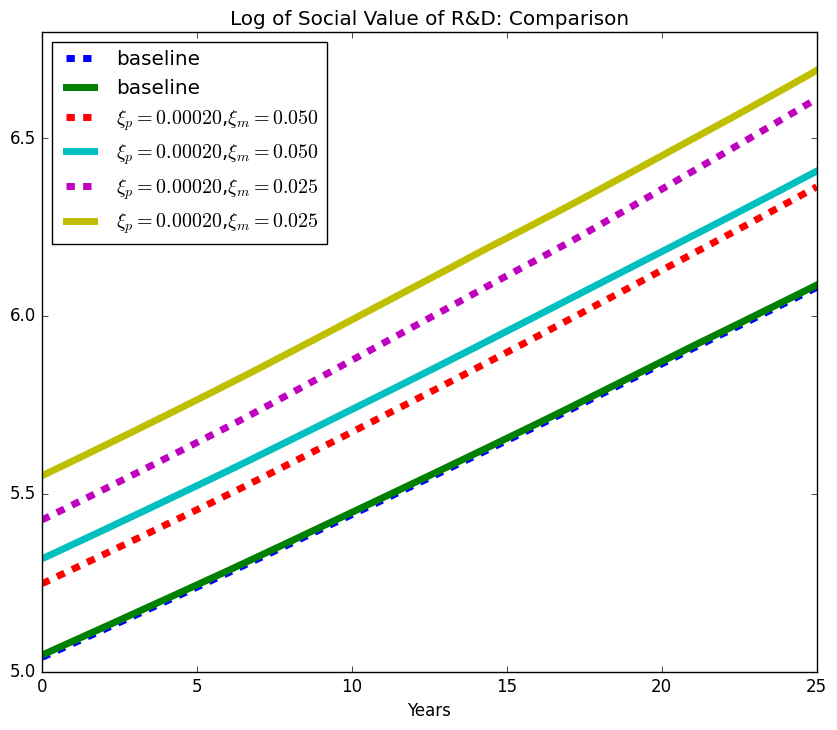 Log of Social Value of R&D: Comparison
baseline
baseline
ξp = 0.00020,ξm = 0.050
ξp = 0.00020,ξm = 0.050
ξp = 0.00020,ξm = 0.025
ξp = 0.00020,ξm = 0.025
6.5
6.0
5.5
5.0
0 5 10 15 20 25
Years